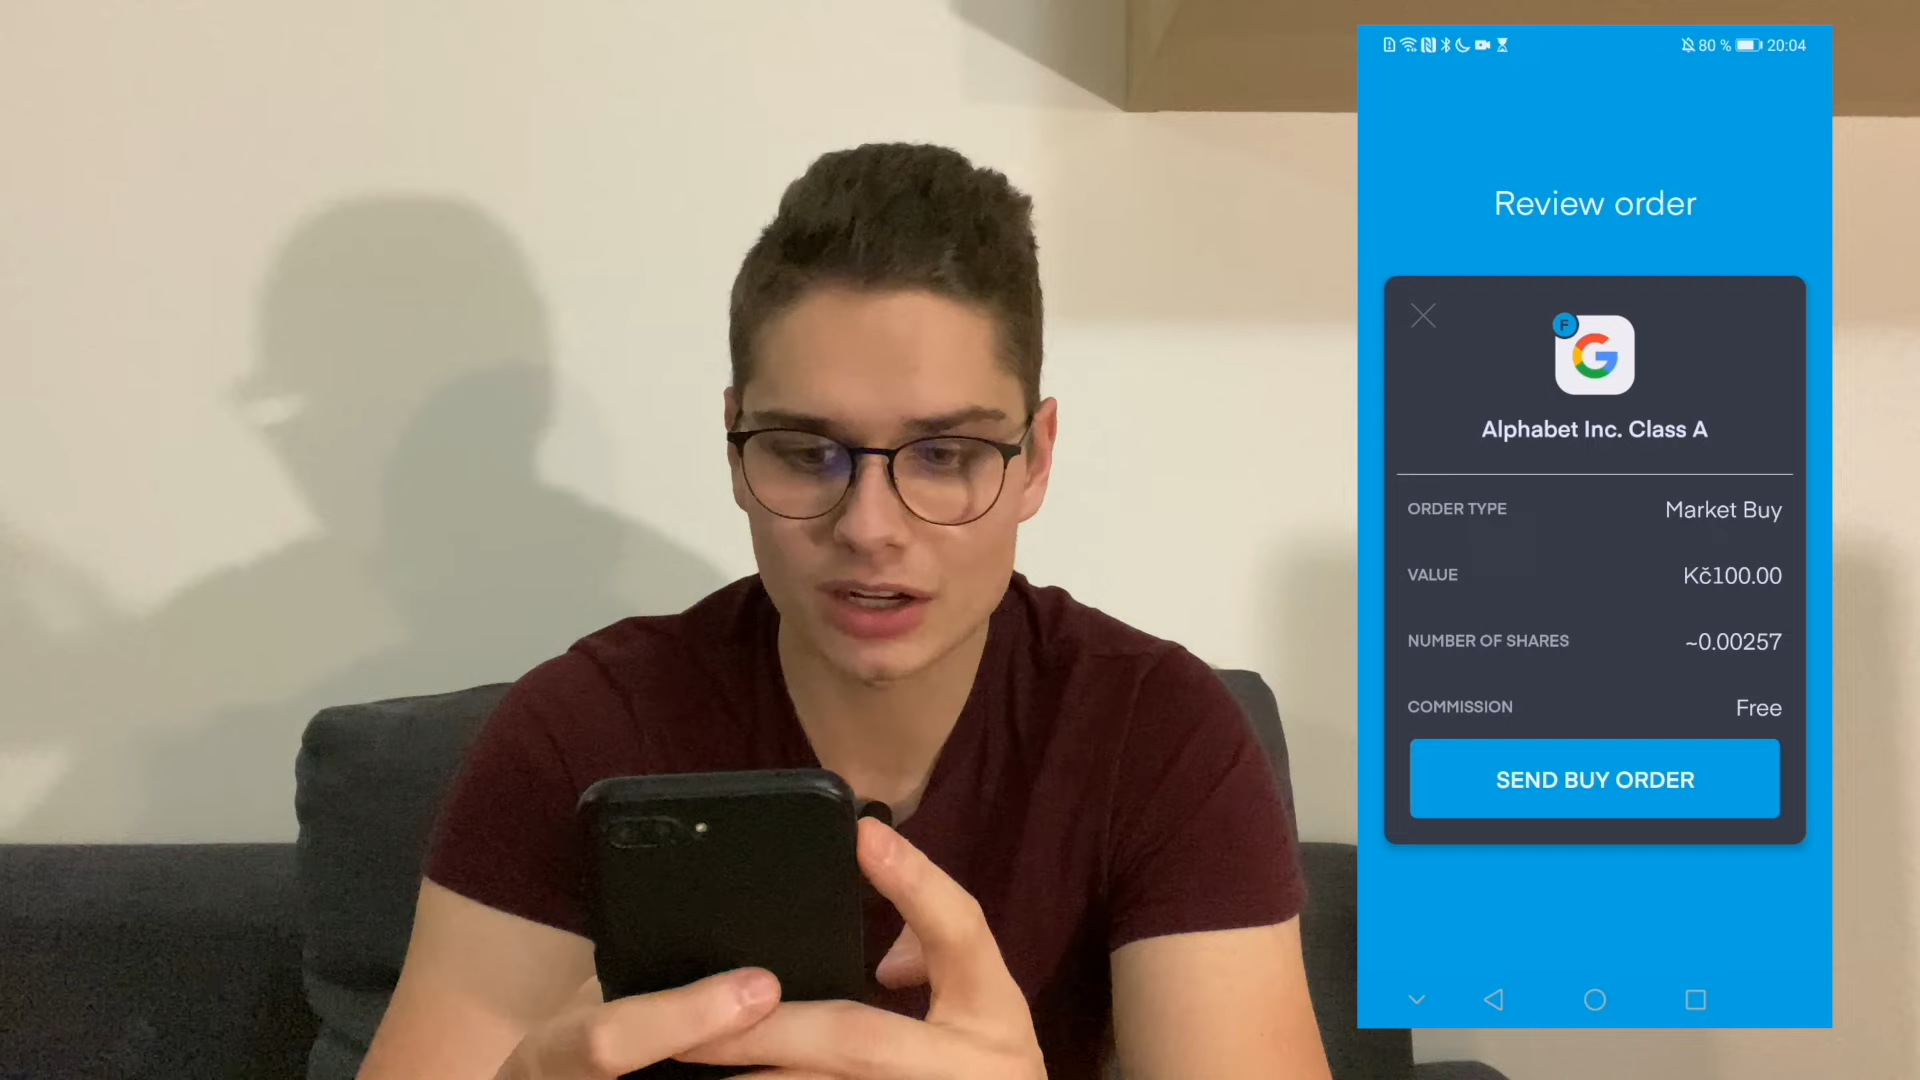 80 % 20:04
Review order
F
Alphabet Inc. Class A
ORDER TYPE Market Buy
VALUE Kč100.00
NUMBER OF SHARES ~0.00257
COMMISSION Free
SEND BUY ORDER